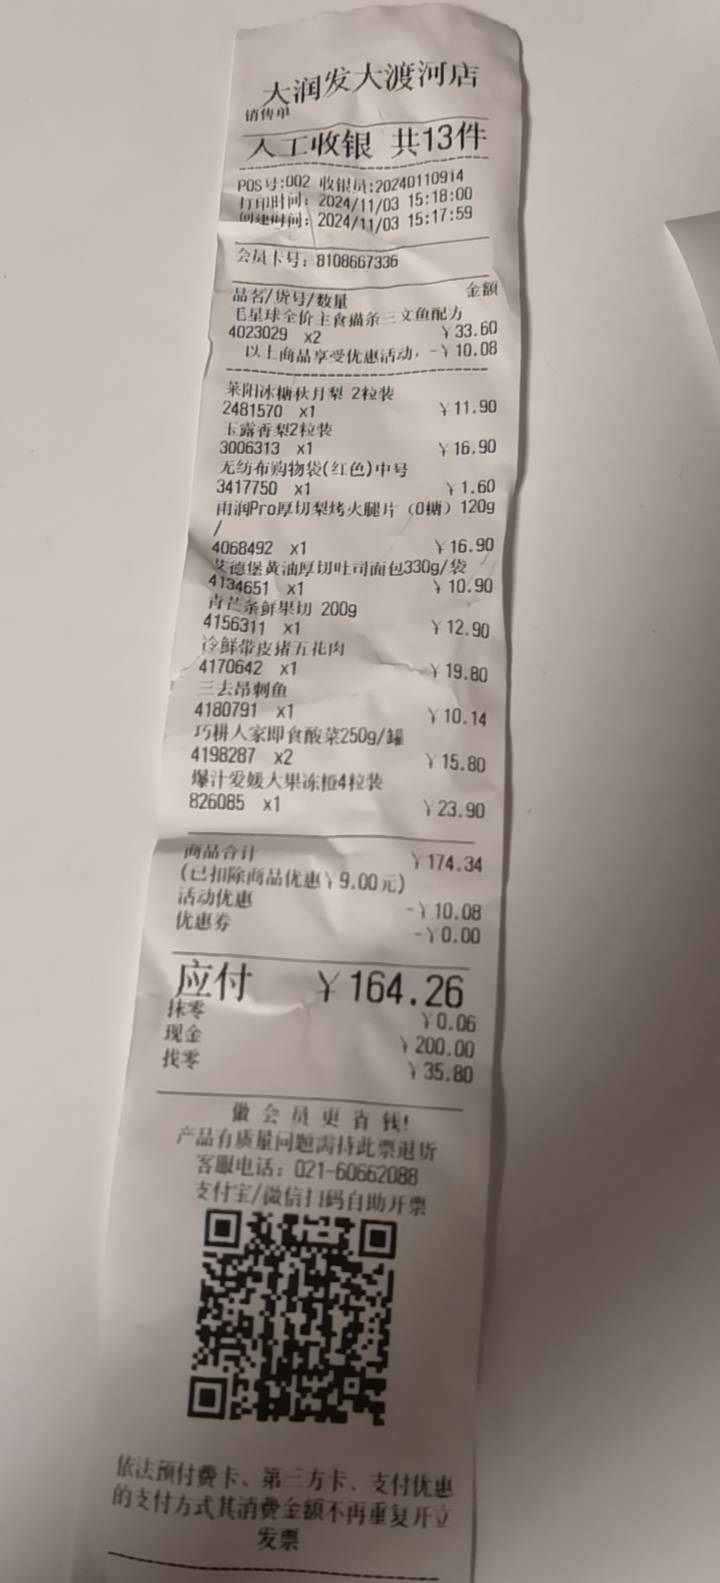 大润发大渡河店
销售单
人工收银 共13件
POS号:002 收银员:20240110914
打印时间: 2024/11/03 15:18:00
创建时间: 2024/11/03 15:17:59
会员卡号: 8108667336
品名/货号/数量 金额
毛星球全价主食猫条三文鱼配方
4023029 x2 ￥33.60
以上商品享受优惠活动, -￥10.08
莱阳冰糖秋月梨 2粒装
2481570 x1 ￥11.90
玉露香梨2粒装
3006313 x1 ￥16.90
无纺布购物袋(红色)中号
3417750 x1 ￥1.60
雨润Pro厚切梨烤火腿片（0糖）120g
/
4068492 x1 ￥16.90
艾德堡黄油厚切吐司面包330g/袋
4134651 x1 ￥10.90
青芒条鲜果切 200g
4156311 x1 ￥12.90
冷鲜带皮猪五花肉
4170642 x1 ￥19.80
三去昂刺鱼
4180791 x1 ￥10.14
巧耕人家即食酸菜250g/罐
4198287 x2 ￥15.80
爆汁爱媛大果冻橙4粒装
826085 x1 ￥23.90
商品合计 ￥174.34
(已扣除商品优惠￥9.00元)
活动优惠 -￥10.08
优惠券 -￥0.00
应付 ￥164.26
抹零 ￥0.06
现金 ￥200.00
找零 ￥35.80
做会员更省钱!
产品有质量问题需持此票退货
客服电话: 021-60662088
支付宝/微信扫码自助开票
依法预付费卡、第三方卡、支付优惠
的支付方式其消费金额不再重复开立
发票